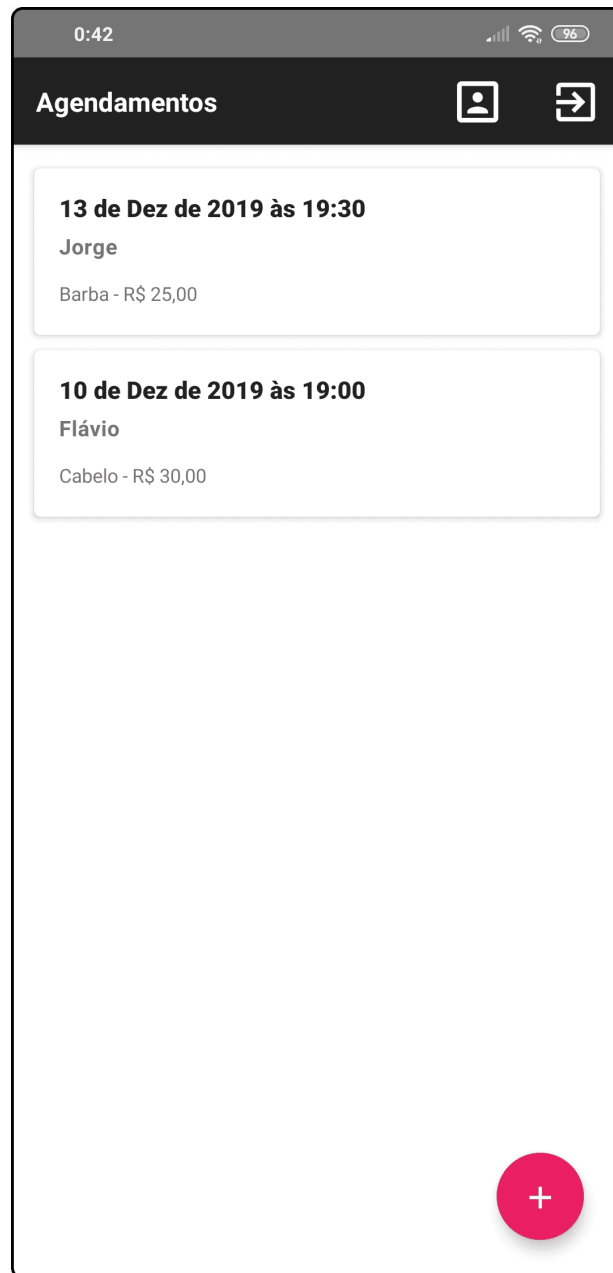 0:42
96
Agendamentos
13 de Dez de 2019 às 19:30
Jorge
Barba - R$ 25,00
10 de Dez de 2019 às 19:00
Flávio
Cabelo - R$ 30,00
+